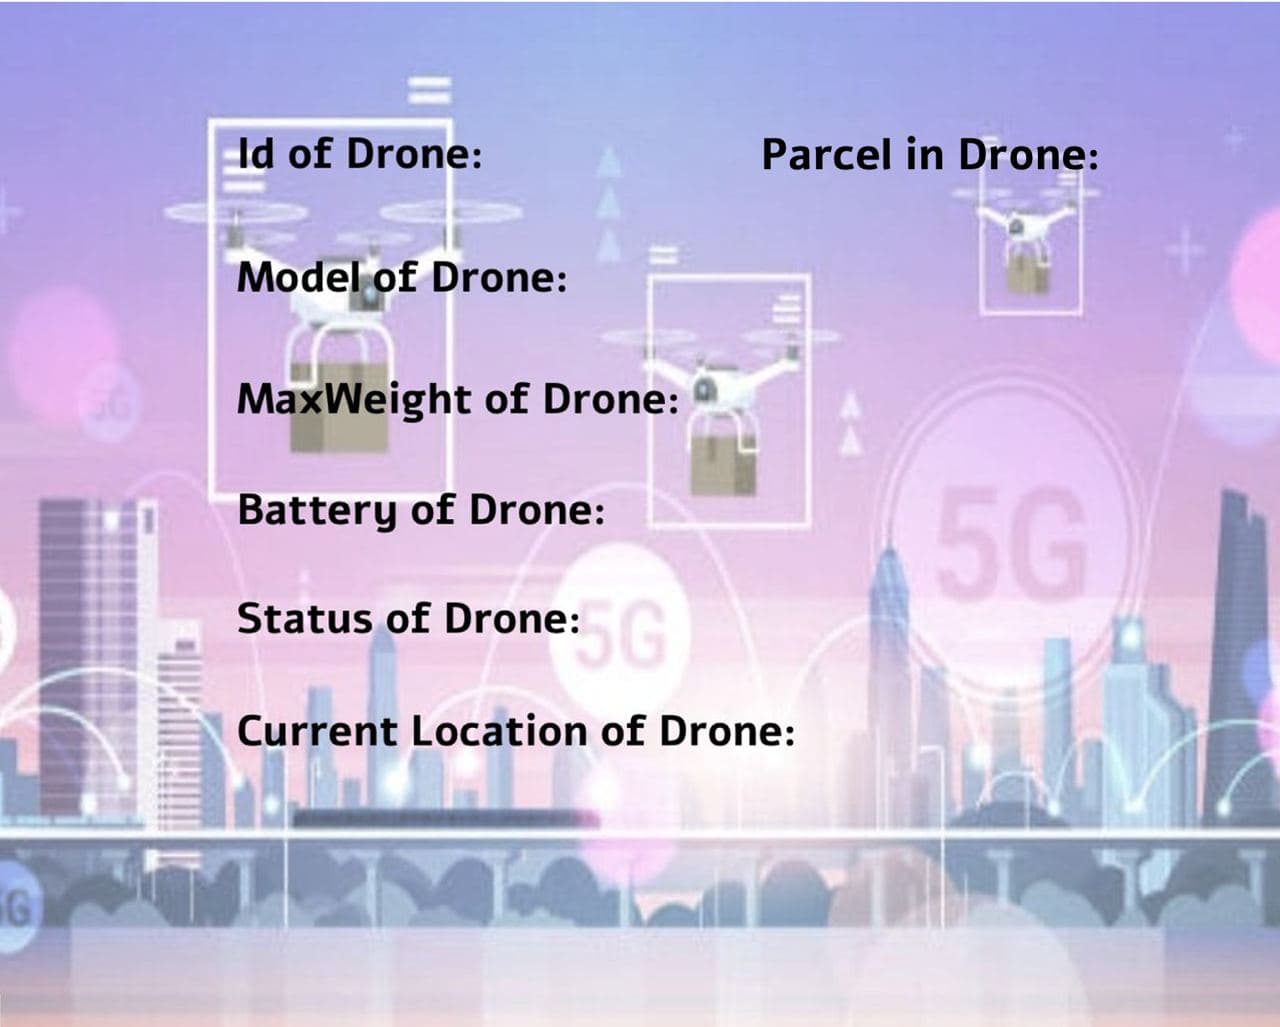 Id of Drone:
Parcel in Drone:
Model of Drone:
MaxWeight of Drone:
Battery of Drone:
Status of Drone:
Current Location of Drone:
5G
5G
5G
G